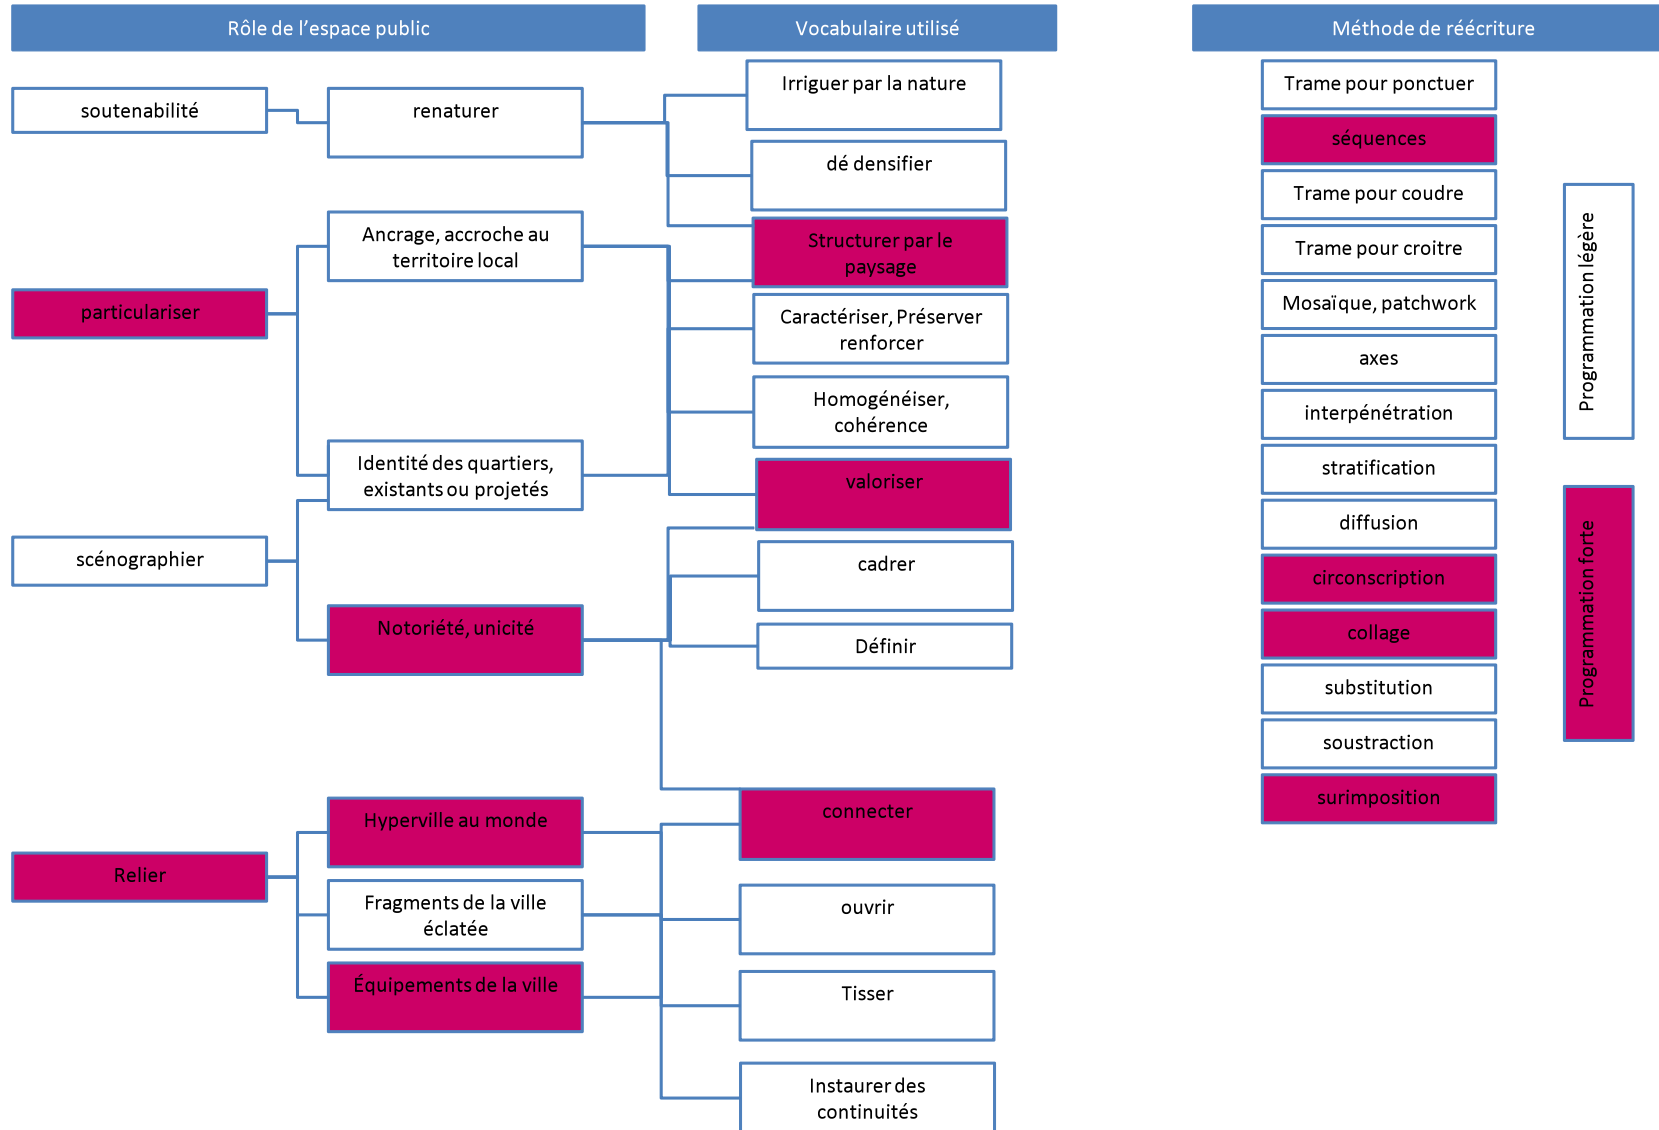 Rôle de l'espace public
Vocabulaire utilisé
Méthode de réécriture
soutenabilité
particulariser
scénographier
Relier
renaturer
Ancrage, accroche au
territoire local
Identité des quartiers,
existants ou projetés
Notoriété, unicité
Hyperville au monde
Fragments de la ville
éclatée
Équipements de la ville
Irriguer par la nature
dé densifier
Structurer par le
paysage
Caractériser, Préserver
renforcer
Homogénéiser,
cohérence
valoriser
cadrer
Définir
connecter
ouvrir
Tisser
Instaurer des
continuités
Trame pour ponctuer
séquences
Trame pour coudre
Trame pour croitre
Mosaïque, patchwork
axes
interpénétration
stratification
diffusion
circonscription
collage
substitution
soustraction
surimposition
Programmation légère
Programmation forte